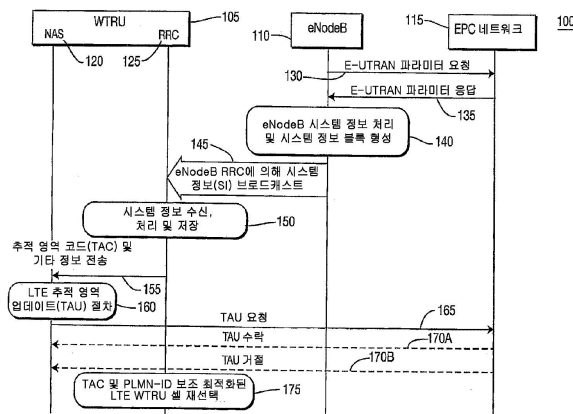 WTRU
105
NAS
RRC
120
125
eNodeB
110
EPC 네트워크
115
100
E-UTRAN 파라미터 요청
130
E-UTRAN 파라미터 응답
135
eNodeB 시스템 정보 처리
및 시스템 정보 블록 형성
140
145
eNodeB RRC에 의해 시스템
정보(SI) 브로드캐스트
시스템 정보 수신,
처리 및 저장
150
추적 영역 코드(TAC) 및
기타 정보 전송
155
LTE 추적 영역
업데이트(TAU) 절차
160
TAU 요청
165
TAU 수락
170A
TAU 거절
170B
TAC 및 PLMN-ID 보조 최적화된
LTE WTRU 셀 재선택
175